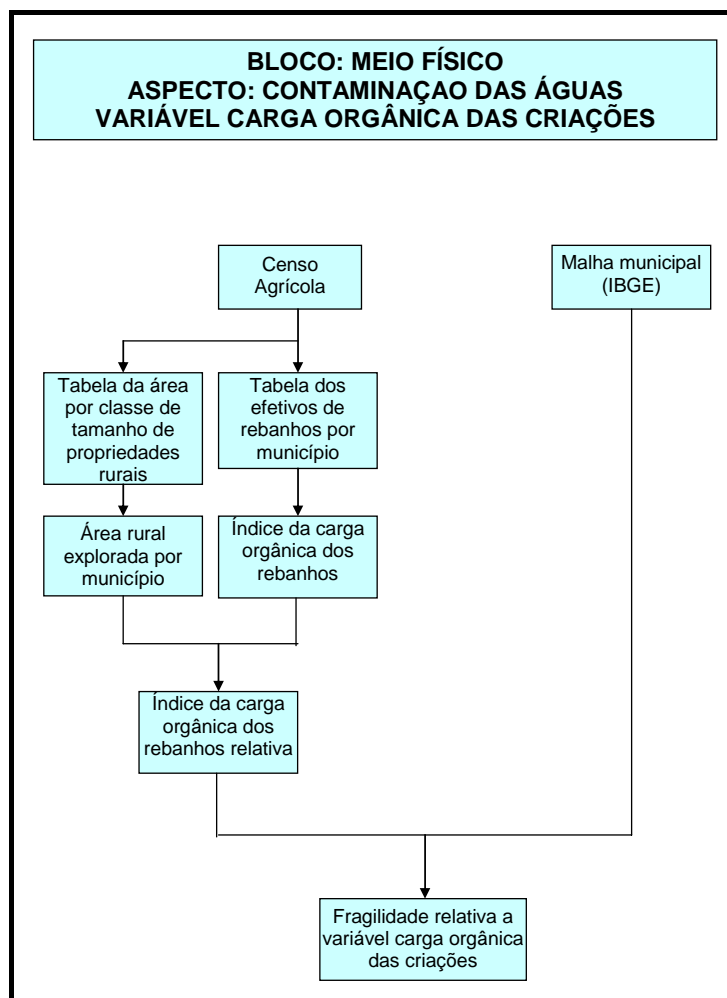 BLOCO: MEIO FÍSICO
ASPECTO: CONTAMINAÇAO DAS ÁGUAS
VARIÁVEL CARGA ORGÂNICA DAS CRIAÇÕES
Censo
Agrícola
Malha municipal
(IBGE)
Tabela da área
por classe de
tamanho de
propriedades
rurais
Tabela dos
efetivos de
rebanhos por
município
Área rural
explorada por
município
Índice da carga
orgânica dos
rebanhos
Índice da carga
orgânica dos
rebanhos relativa
Fragilidade relativa a
variável carga orgânica
das criações